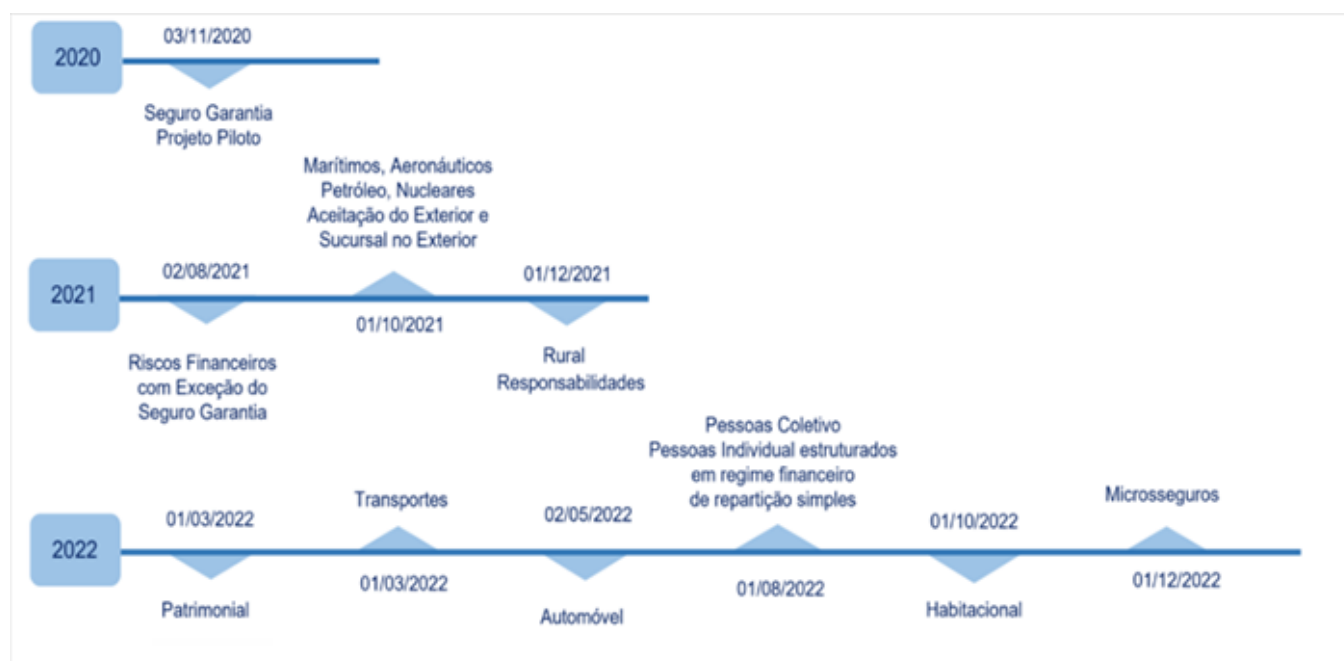 2020
03/11/2020
Seguro Garantia
Projeto Piloto
2021
02/08/2021
Riscos Financeiros
com Exceção do
Seguro Garantia
Marítimos, Aeronáuticos
Petróleo, Nucleares
Aceitação do Exterior e
Sucursal no Exterior
01/10/2021
01/12/2021
Rural
Responsabilidades
2022
01/03/2022
Patrimonial
Transportes
01/03/2022
02/05/2022
Automóvel
Pessoas Coletivo
Pessoas Individual estruturados
em regime financeiro
de repartição simples
01/08/2022
01/10/2022
Habitacional
Microsseguros
01/12/2022